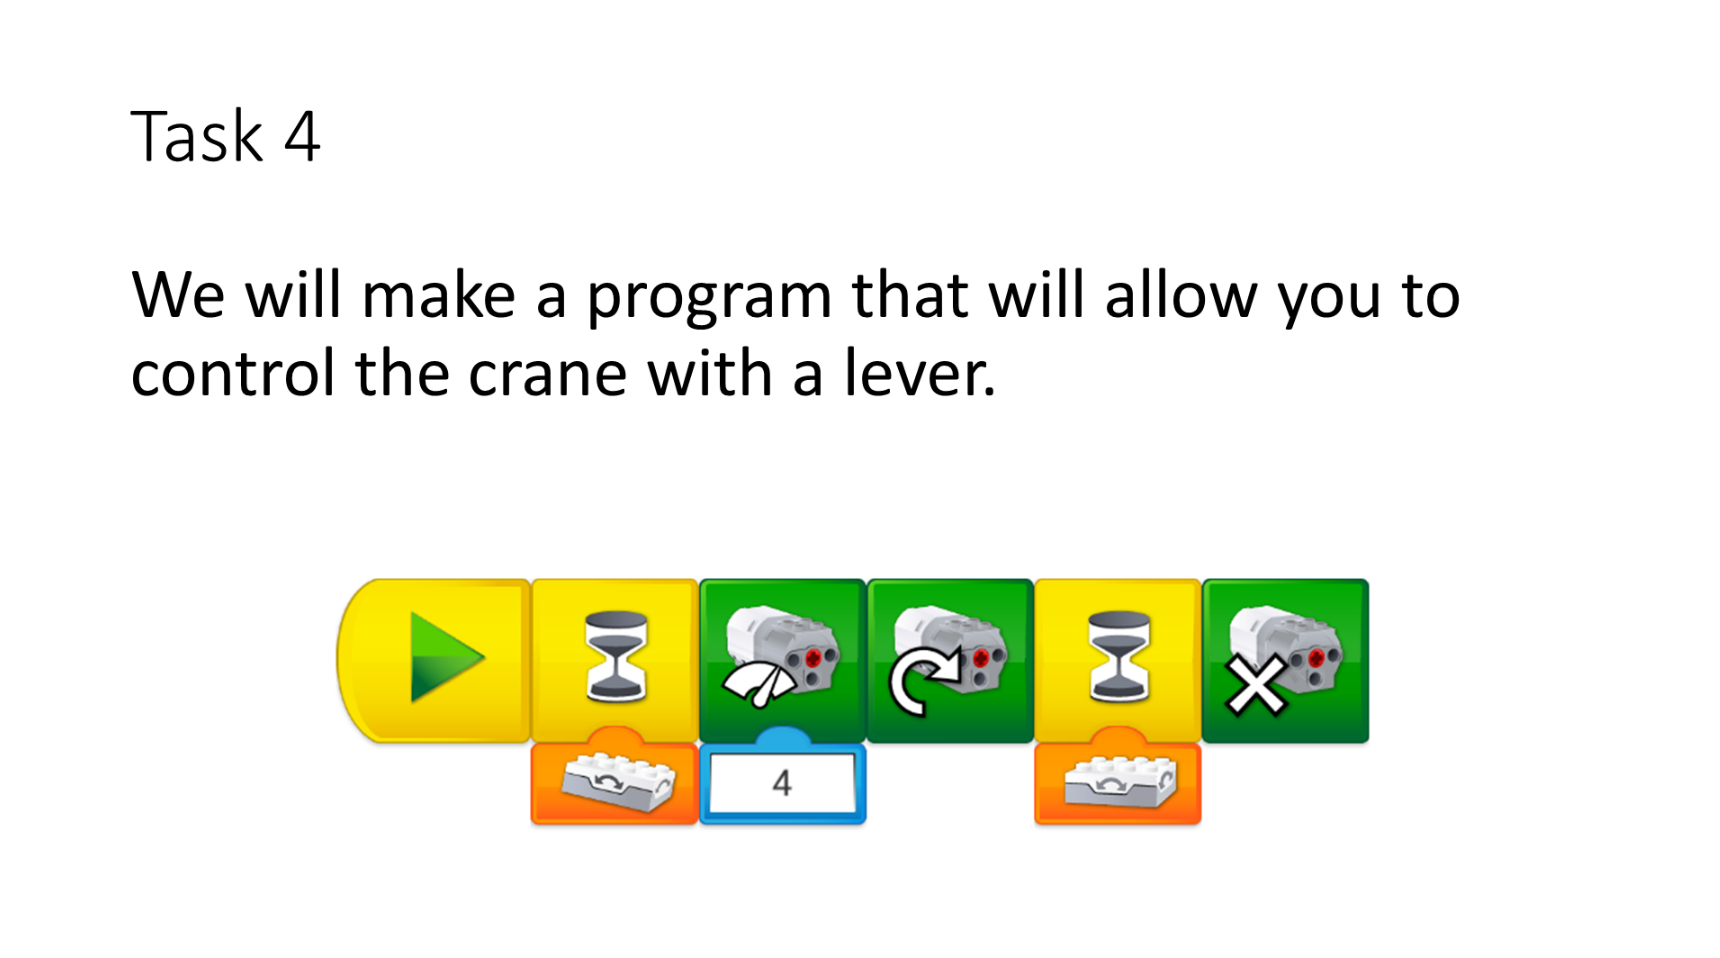 Task 4
We will make a program that will allow you to
control the crane with a lever.
4